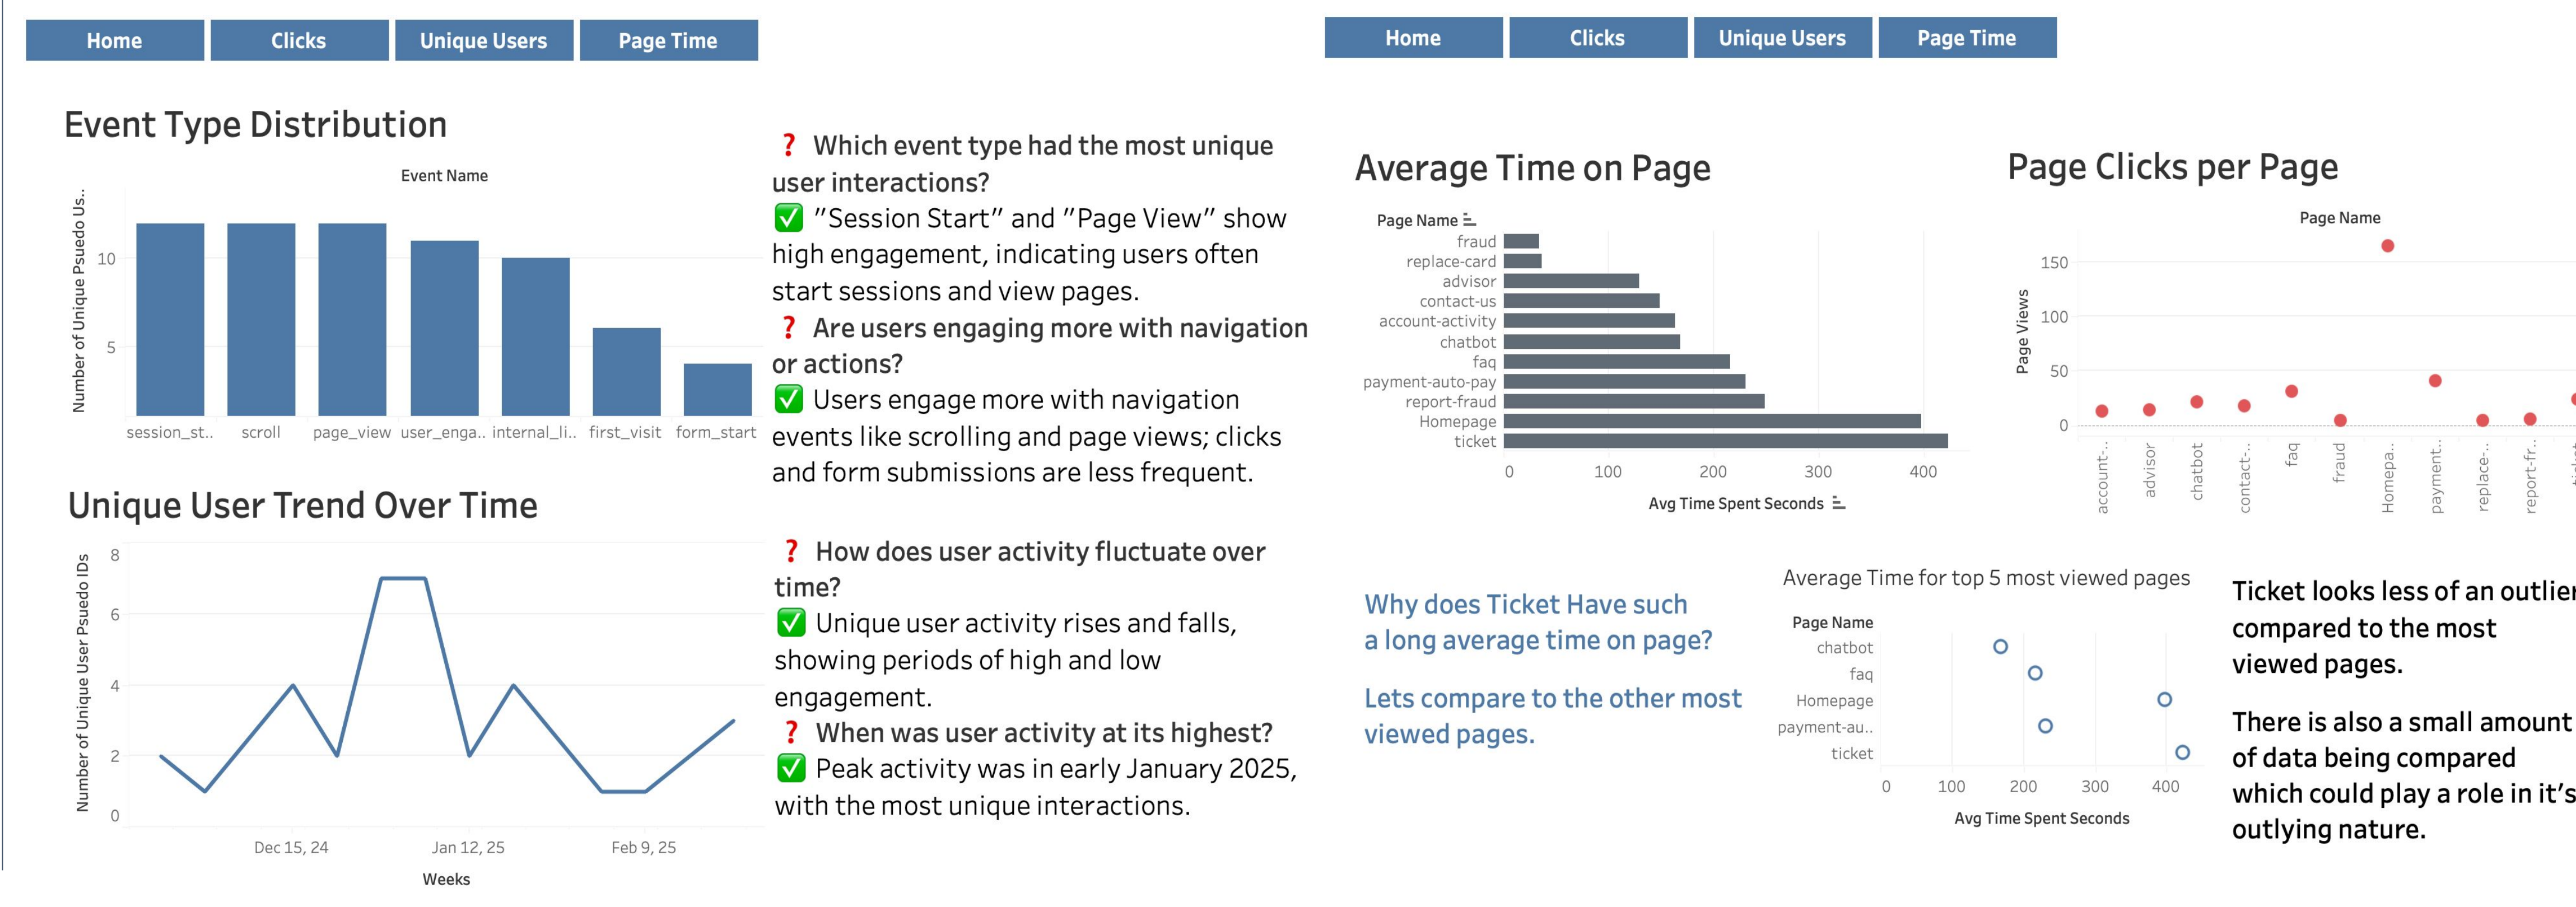 Home
Clicks
Unique Users
Page Time
Event Type Distribution
Event Name
Number of Unique Psuedo Us..
10
5
session_st..
scroll
page_view
user_enga..
internal_li..
first_visit
form_start
❓ Which event type had the most unique
user interactions?
✅ "Session Start" and "Page View" show
high engagement, indicating users often
start sessions and view pages.
❓ Are users engaging more with navigation
or actions?
✅ Users engage more with navigation
events like scrolling and page views; clicks
and form submissions are less frequent.
Unique User Trend Over Time
Number of Unique User Psuedo IDs
8
6
4
2
0
Dec 15, 24
Jan 12, 25
Feb 9, 25
Weeks
❓ How does user activity fluctuate over
time?
✅ Unique user activity rises and falls,
showing periods of high and low
engagement.
❓ When was user activity at its highest?
✅ Peak activity was in early January 2025,
with the most unique interactions.
Home
Clicks
Unique Users
Page Time
Average Time on Page
Page Name
fraud
replace-card
advisor
contact-us
account-activity
chatbot
faq
payment-auto-pay
report-fraud
Homepage
ticket
0
100
200
300
400
Avg Time Spent Seconds
Page Clicks per Page
Page Name
Page Views
150
100
50
0
account-..
advisor
chatbot
contact-..
faq
fraud
Homepa..
payment..
replace-..
report-fr..
Why does Ticket Have such
a long average time on page?
Lets compare to the other most
viewed pages.
Average Time for top 5 most viewed pages
Page Name
chatbot
faq
Homepage
payment-au..
ticket
0
100
200
300
400
Avg Time Spent Seconds
Ticket looks less of an outlier
compared to the most
viewed pages.
There is also a small amount
of data being compared
which could play a role in it's
outlying nature.